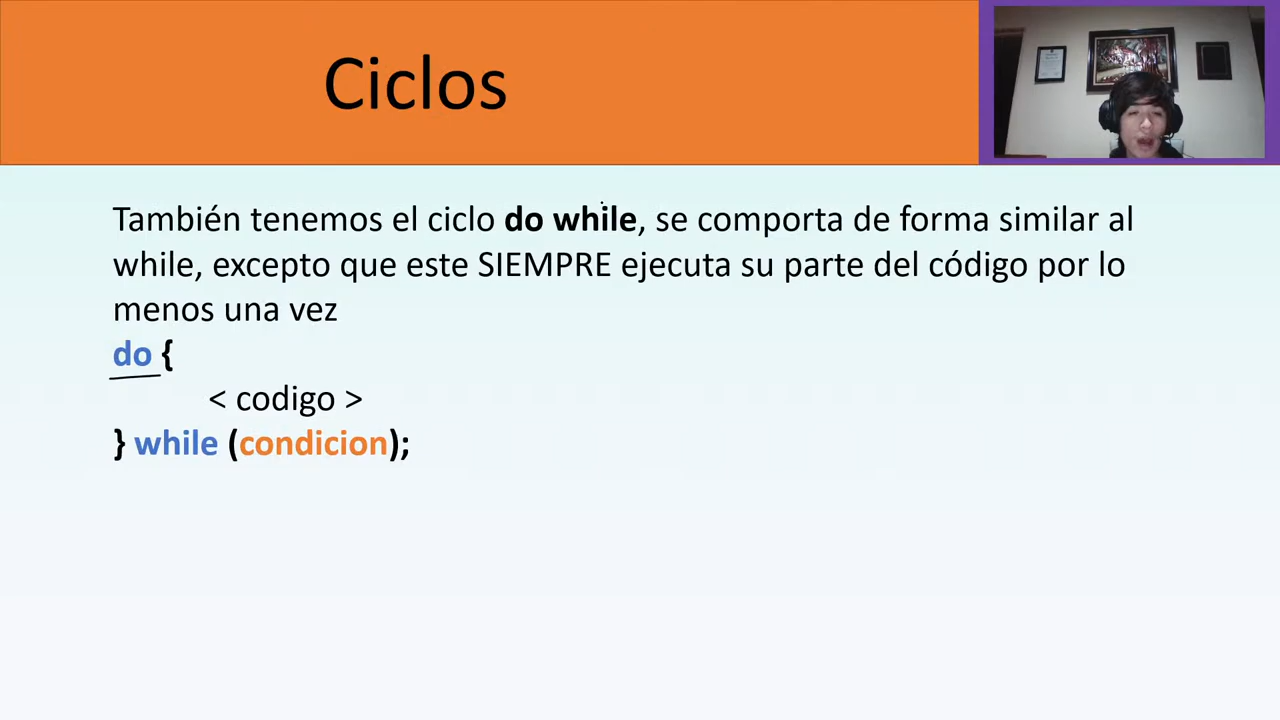 Ciclos
También tenemos el ciclo do while, se comporta de forma similar al
while, excepto que este SIEMPRE ejecuta su parte del código por lo
menos una vez
do {
< codigo >
} while (condicion);